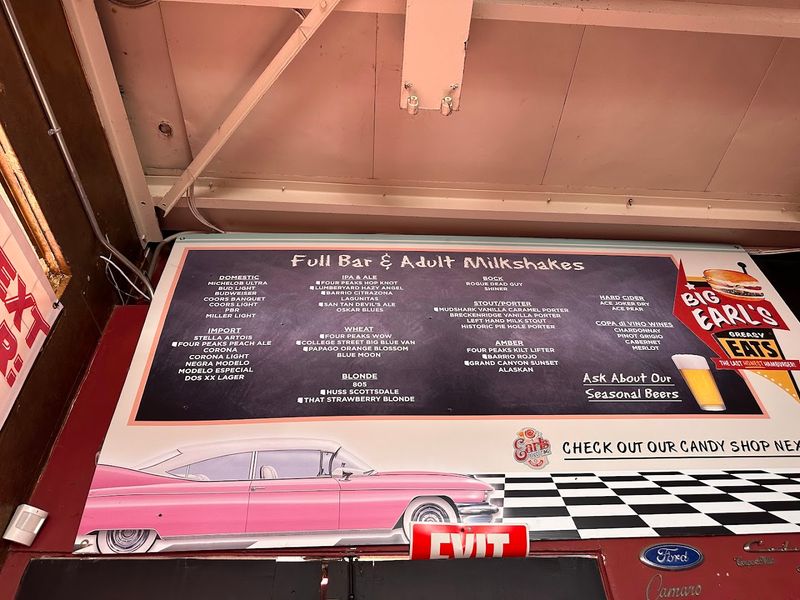 Full Bar & Adult Milkshakes
DOMESTIC
MICHELOB ULTRA
BUD LIGHT
BUDWEISER
COORS BANQUET
COORS LIGHT
PBR
MILLER LIGHT
IMPORT
STELLA ARTOIS
FOUR PEAKS PEACH ALE
CORONA
CORONA LIGHT
NEGRA MODELO
MODELO ESPECIAL
DOS XX LAGER
IPA & ALE
FOUR PEAKS HOP KNOT
LUMBERYARD HAZY ANGEL
BARRIO CITRAZONA
LAGUNITAS
SAN TAN DEVIL'S ALE
OSKAR BLUES
WHEAT
FOUR PEAKS WOW
COLLEGE STREET BIG BLUE VAN
PAPAGO ORANGE BLOSSOM
BLUE MOON
BLONDE
805
HUSS SCOTTSDALE
THAT STRAWBERRY BLONDE
BOCK
ROGUE DEAD GUY
SHINER
STOUT/PORTER
MUDSHARK VANILLA CARAMEL PORTER
BRECKENRIDGE VANILLA PORTER
LEFT HAND MILK STOUT
HISTORIC PIE HOLE PORTER
AMBER
FOUR PEAKS KILT LIFTER
BARRIO ROJO
GRAND CANYON SUNSET
ALASKAN
HARD CIDER
ACE JOKER DRY
ACE PEAR
COPA di VINO WINES
CHARDONNAY
PINOT GRIGIO
CABERNET
MERLOT
Ask About Our
Seasonal Beers
BIG
EARL'S
GREASY
EATS
THE LAST HONEST HAMBURGER!
Earl's
CHECK OUT OUR CANDY SHOP NEX
EXIT
Ford
Camaro
NEXT
R!